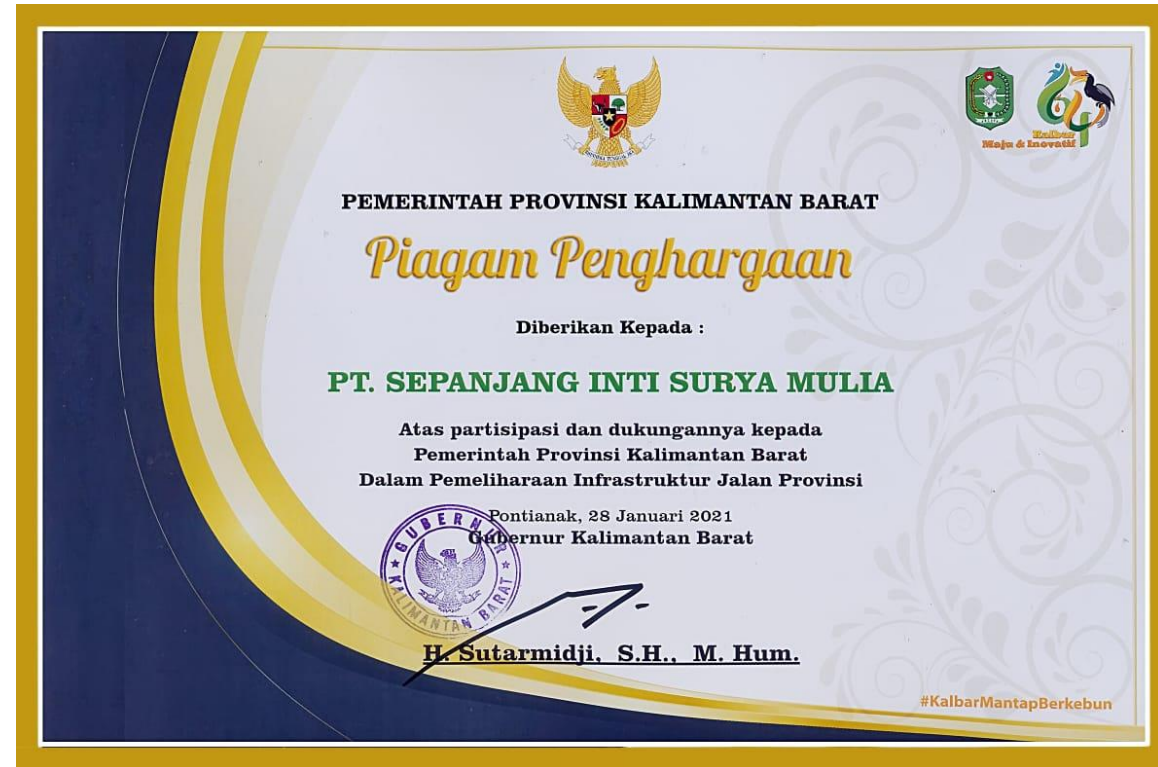 Kalbar
Maju & Inovatif
PEMERINTAH PROVINSI KALIMANTAN BARAT
Piagam Penghargaan
Diberikan Kepada :
PT. SEPANJANG INTI SURYA MULIA
Atas partisipasi dan dukungannya kepada
Pemerintah Provinsi Kalimantan Barat
Dalam Pemeliharaan Infrastruktur Jalan Provinsi
Pontianak, 28 Januari 2021
Gubernur Kalimantan Barat
GUBERNUR
KALIMANTAN BARAT
H. Sutarmidji, S.H., M. Hum.
#KalbarMantapBerkebun